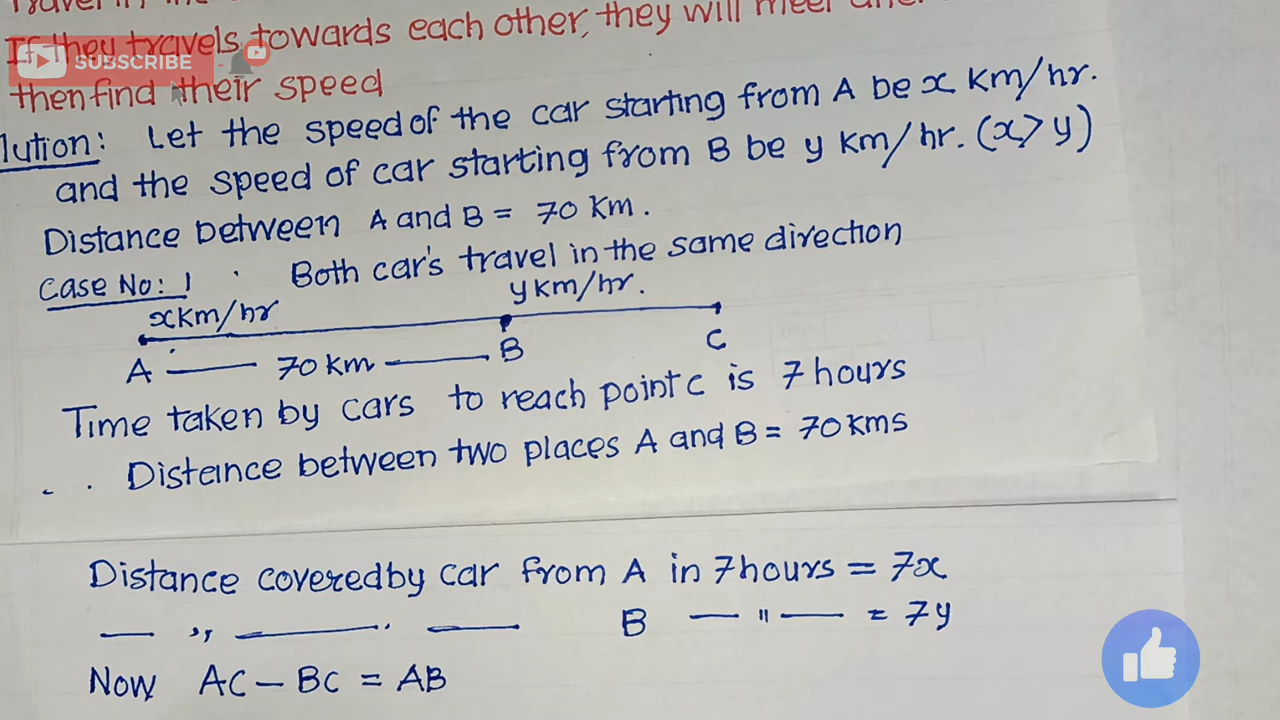 If they travels, towards each other, they will meet
SUBSCRIBE
then find their speed
lution: Let the speed of the car starting from A be x km/hr.
and the speed of car starting from B be y km/hr. (x > y)
Distance between A and B = 70 Km.
Case No: 1 Both car's travel in the same direction
xkm/hr y km/hr.
A — 70 km — B C
Time taken by cars to reach point C is 7 hours
Distance between two places A and B = 70 kms
Distance covered by car from A in 7 hours = 7x
— ,, — — B — " — = 7y
Now AC - BC = AB